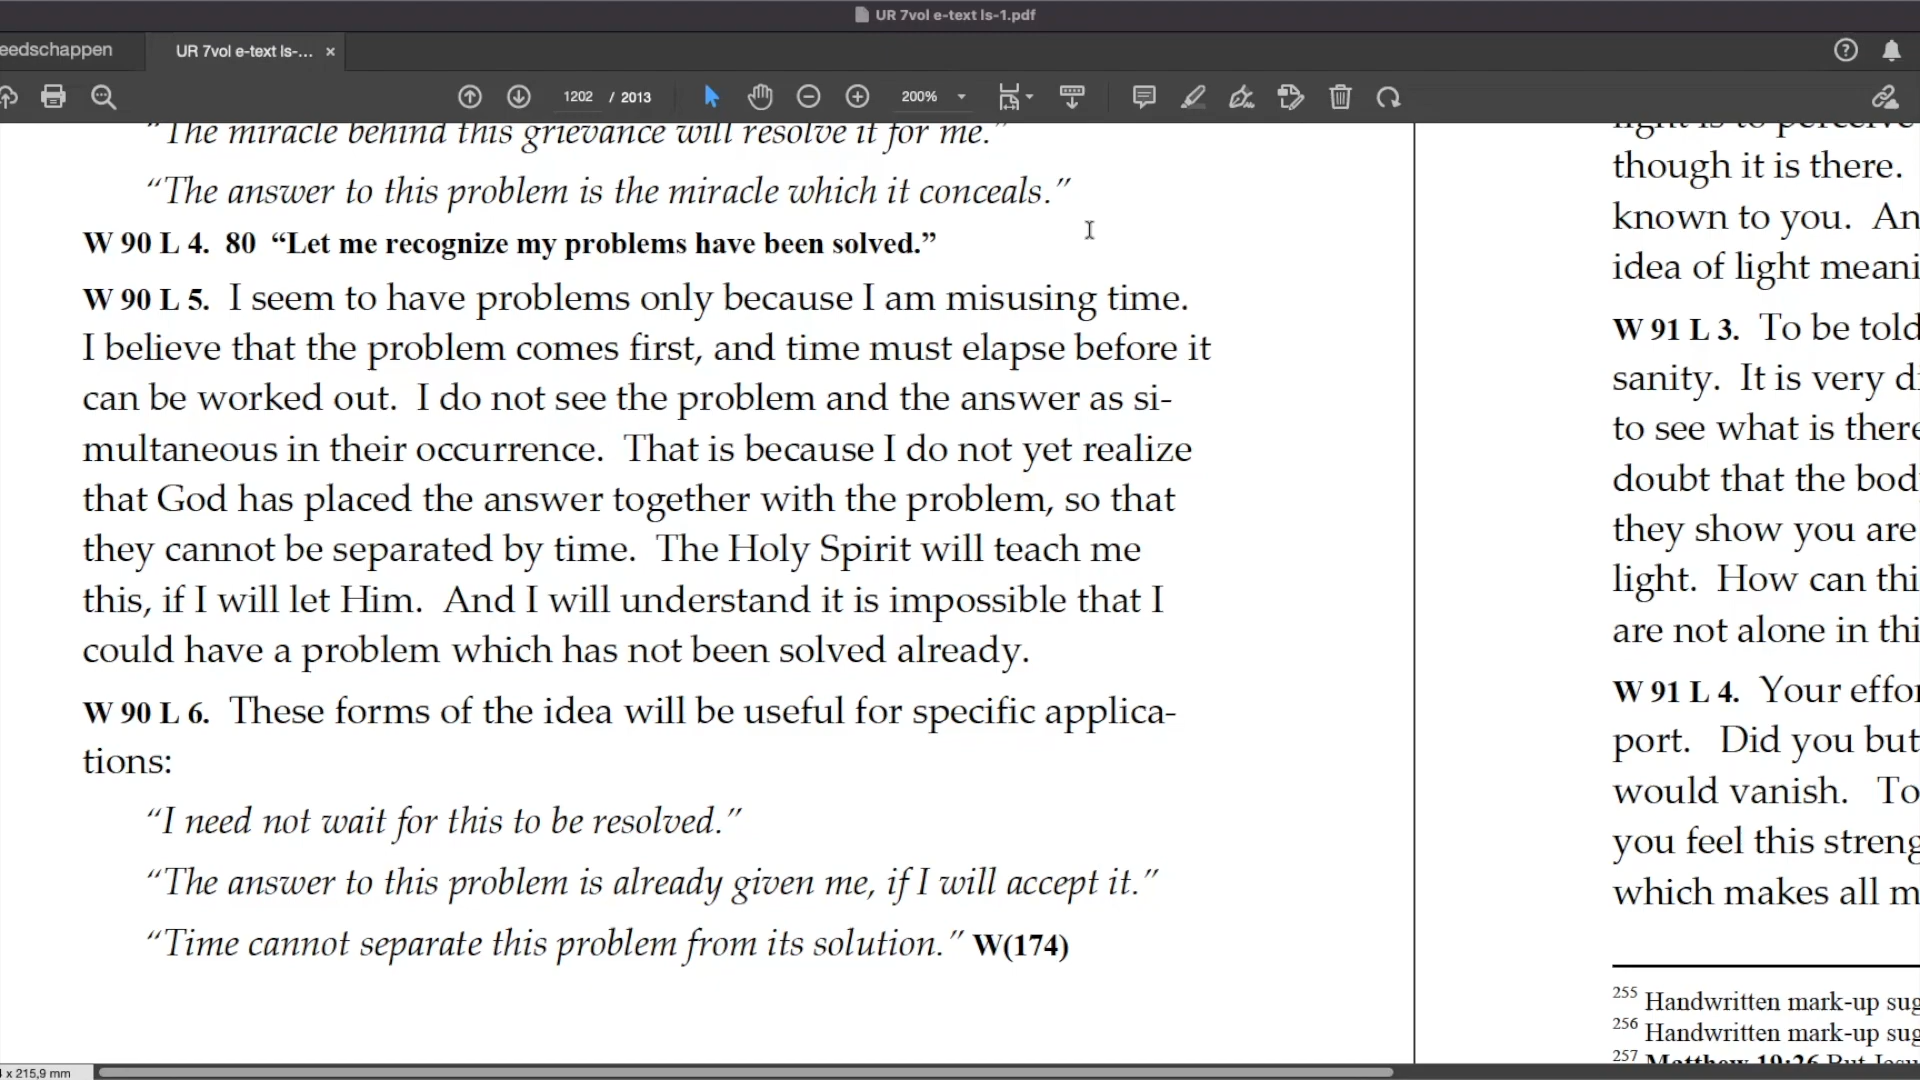 UR 7vol e-text ls-1.pdf
eedschappen
UR 7vol e-text ls-... ×
1202 / 2013
200%
“The miracle behind this grievance will resolve it for me.”
“The answer to this problem is the miracle which it conceals.”
W 90 L 4. 80 “Let me recognize my problems have been solved.”
W 90 L 5. I seem to have problems only because I am misusing time.
I believe that the problem comes first, and time must elapse before it
can be worked out. I do not see the problem and the answer as si-
multaneous in their occurrence. That is because I do not yet realize
that God has placed the answer together with the problem, so that
they cannot be separated by time. The Holy Spirit will teach me
this, if I will let Him. And I will understand it is impossible that I
could have a problem which has not been solved already.
W 90 L 6. These forms of the idea will be useful for specific applica-
tions:
“I need not wait for this to be resolved.”
“The answer to this problem is already given me, if I will accept it.”
“Time cannot separate this problem from its solution.” W(174)
light is to perceive
though it is there.
known to you. An
idea of light meani
W 91 L 3. To be told
sanity. It is very di
to see what is there
doubt that the bod
they show you are
light. How can thi
are not alone in thi
W 91 L 4. Your effor
port. Did you but
would vanish. To
you feel this streng
which makes all m
255 Handwritten mark-up sug
256 Handwritten mark-up sug
257 Matthew 19:26 But Jesu
x 215,9 mm